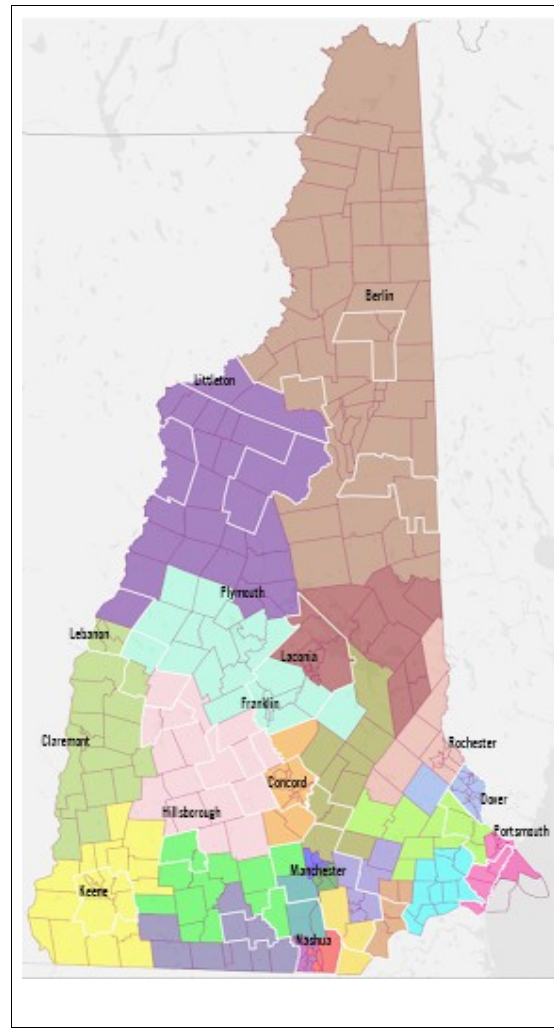 Berlin
Littleton
Plymouth
Lebanon
Laconia
Franklin
Claremont
Rochester
Concord
Dover
Hillsborough
Portsmouth
Manchester
Keene
Nashua